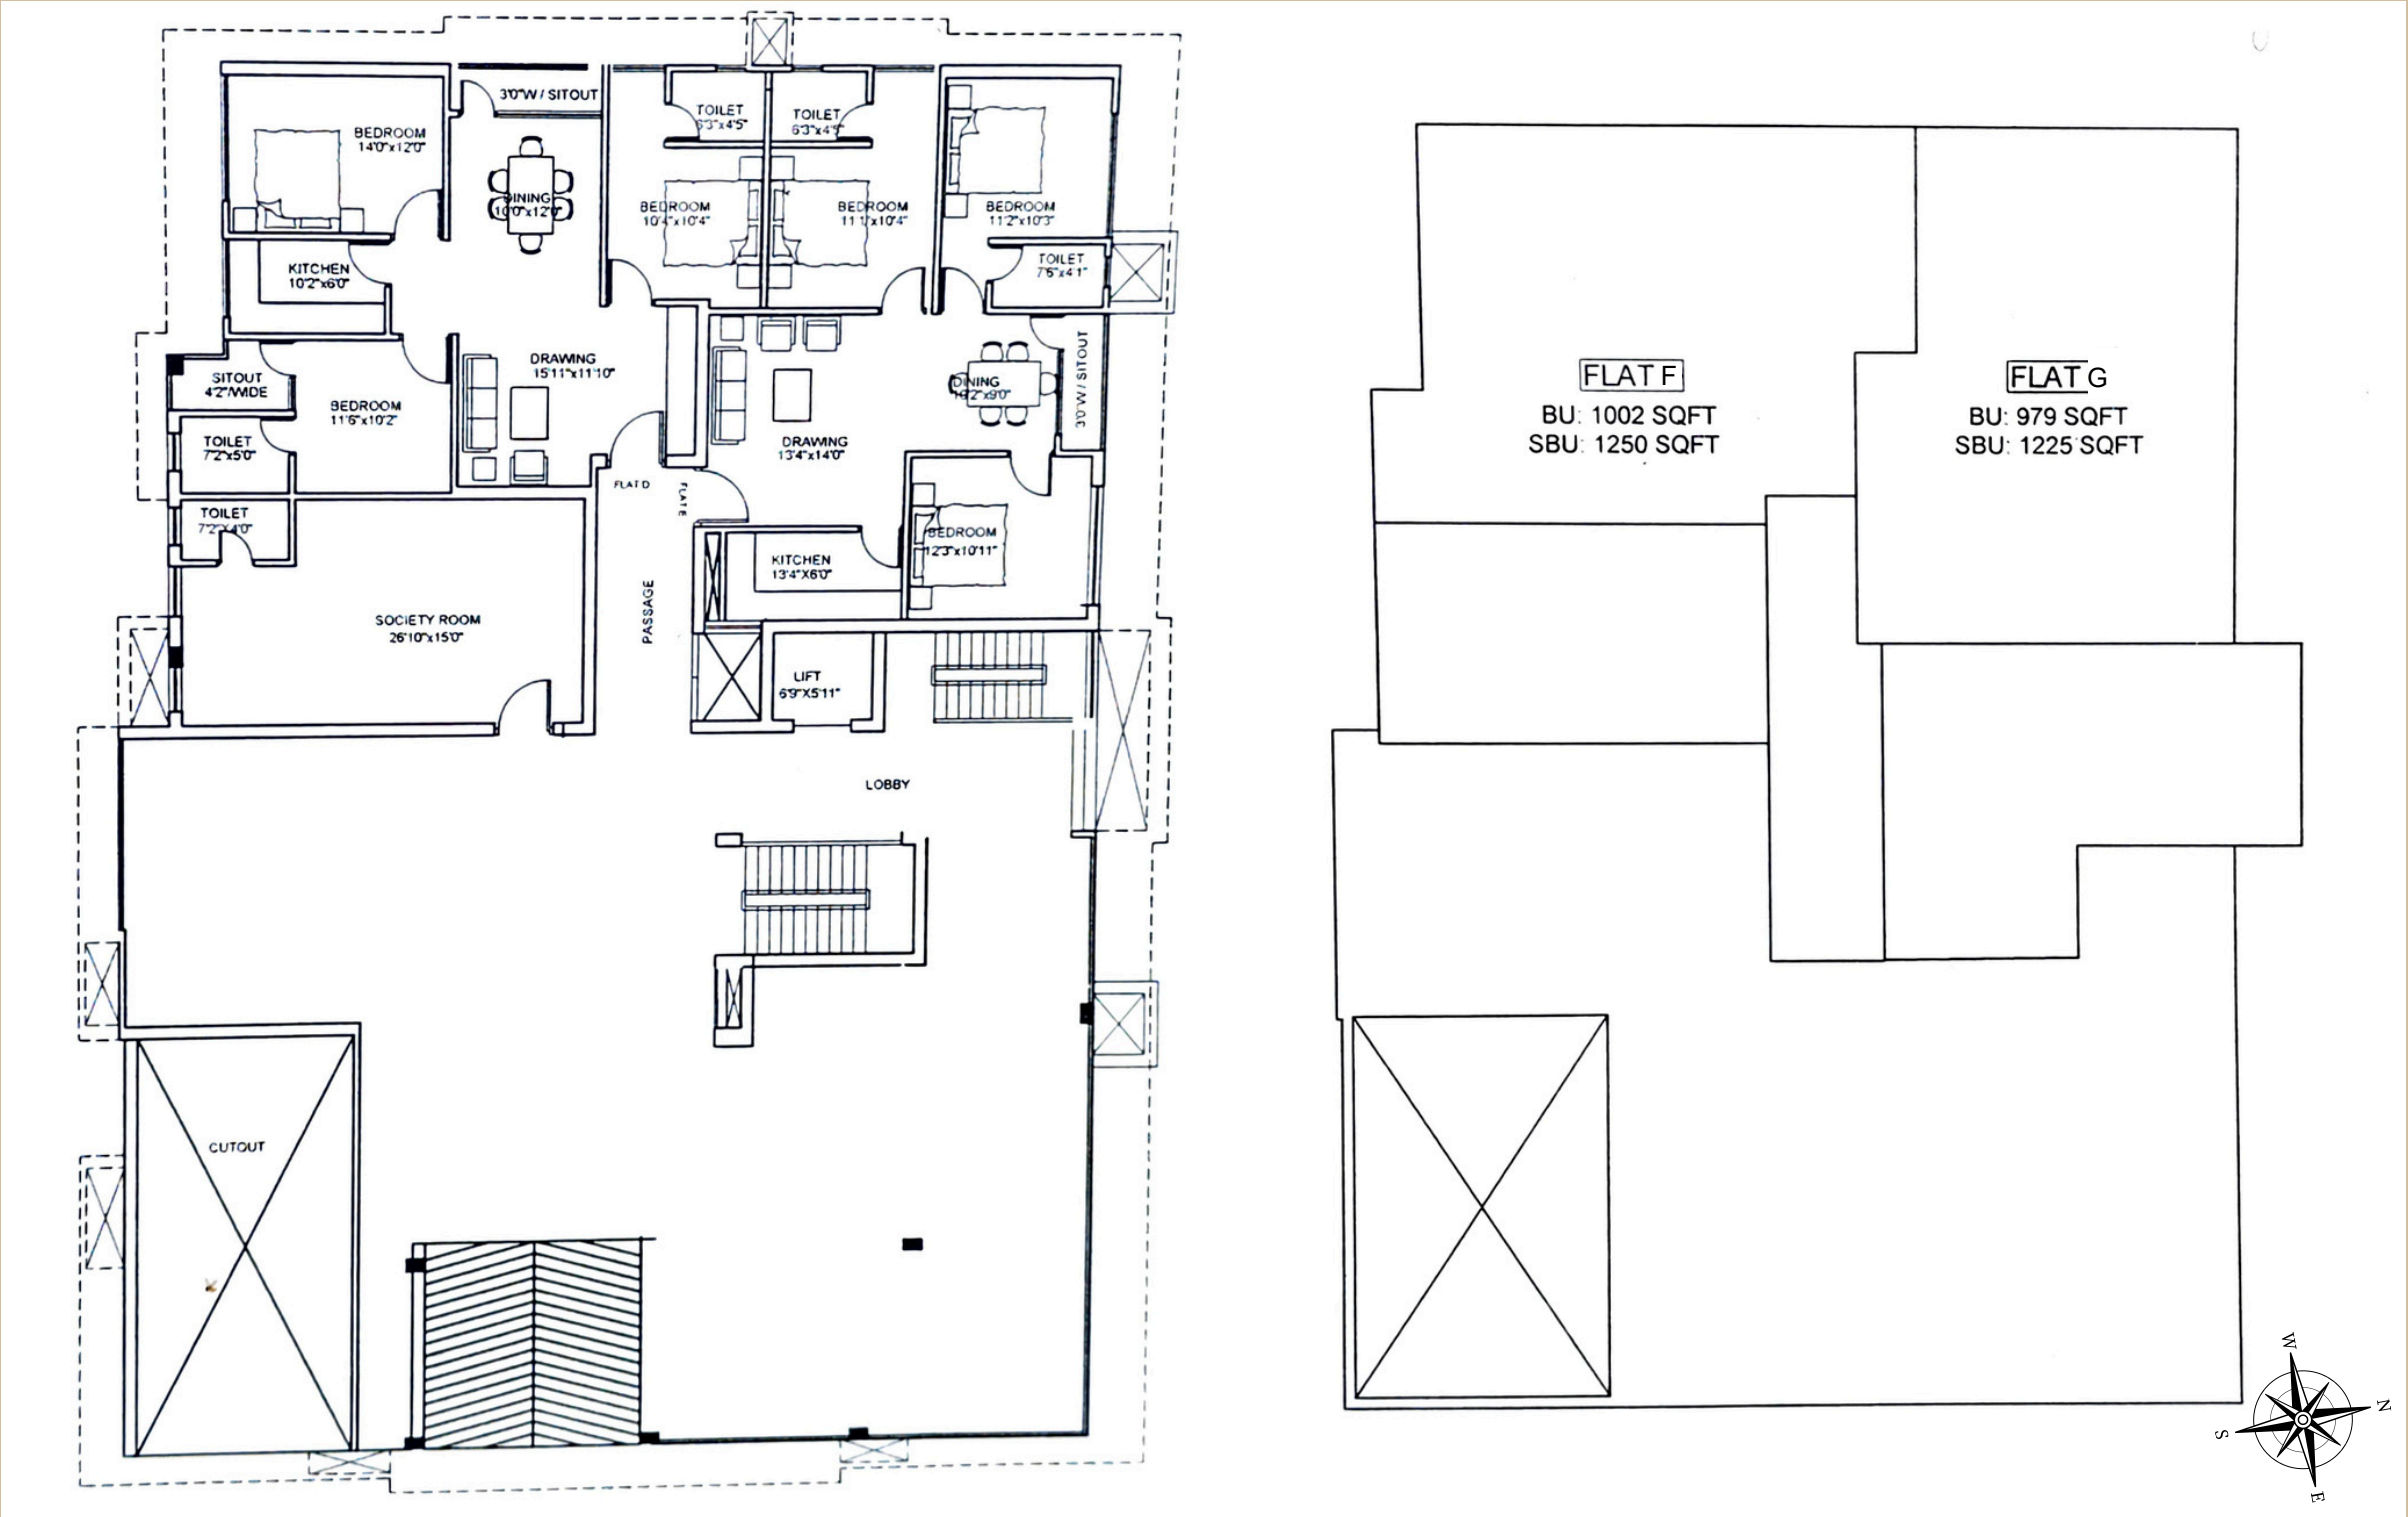 3'0"W / SITOUT
TOILET
6'3"x4'5"
TOILET
6'3"x4'5"
BEDROOM
14'0"x12'0"
DINING
10'0"x12'0"
BEDROOM
10'4"x10'4"
BEDROOM
11'1"x10'4"
BEDROOM
11'2"x10'3"
KITCHEN
10'2"x6'0"
TOILET
7'6"x4'1"
SITOUT
4'2"/WIDE
BEDROOM
11'6"x10'2"
DRAWING
15'11"x11'10"
DINING
10'2"x9'0"
3'0"W / SITOUT
TOILET
7'2"x5'0"
DRAWING
13'4"x14'0"
FLAT D
FLAT E
TOILET
7'2"X4'0"
KITCHEN
13'4"X6'0"
BEDROOM
12'3"x10'11"
SOCIETY ROOM
26'10"x15'0"
PASSAGE
LIFT
6'9"X5'11"
LOBBY
CUTOUT
FLAT F
BU: 1002 SQFT
SBU: 1250 SQFT
FLAT G
BU: 979 SQFT
SBU: 1225 SQFT
W
N
S
E